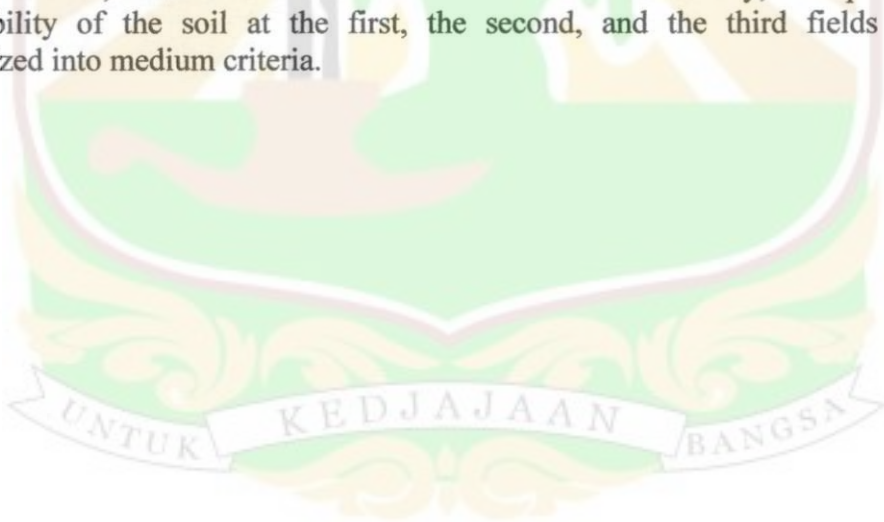 bility of the soil at the first, the second, and the third fields
zed into medium criteria.
UNTUK KEDJAJAAN BANGSA